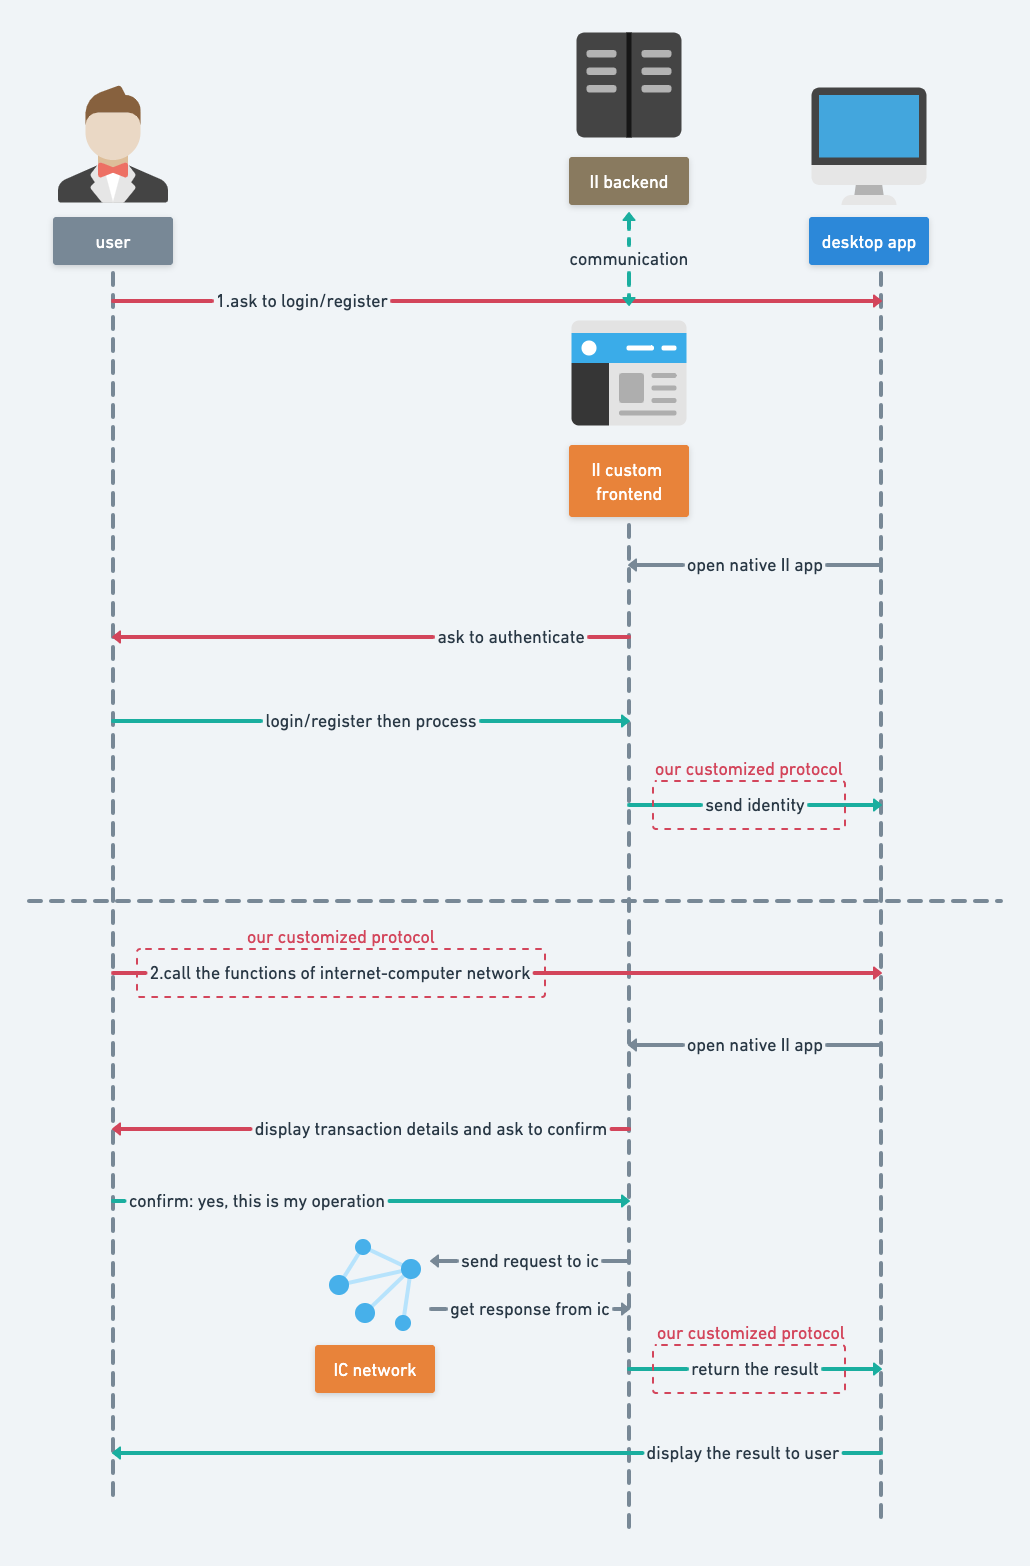 II backend
user
desktop app
communication
1.ask to login/register
II custom
frontend
open native II app
ask to authenticate
login/register then process
our customized protocol
send identity
our customized protocol
2.call the functions of internet-computer network
open native II app
display transaction details and ask to confirm
confirm: yes, this is my operation
send request to ic
get response from ic
our customized protocol
IC network
return the result
display the result to user